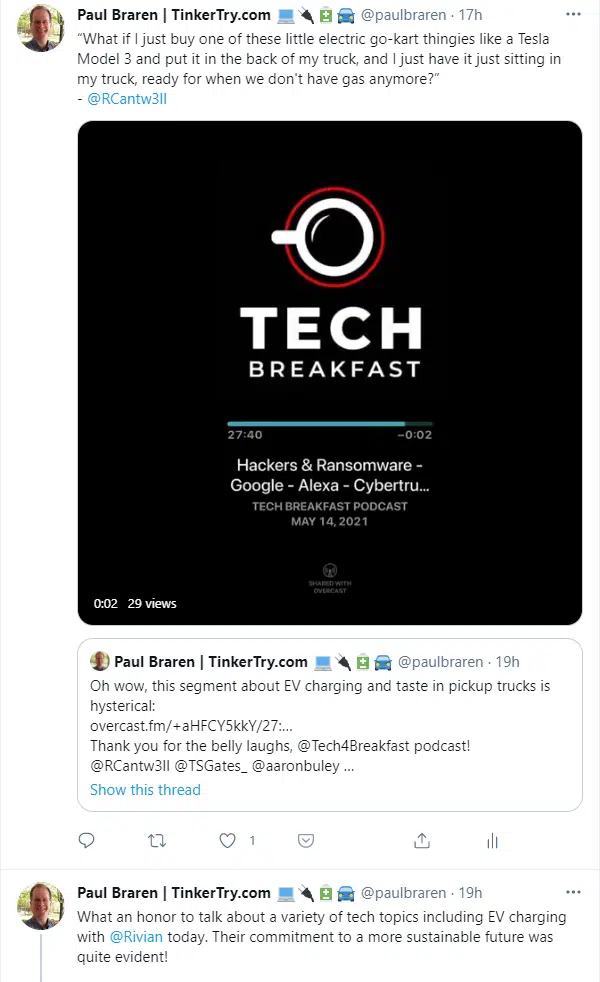 Paul Braren | TinkerTry.com 💻🔌🔋🚘 @paulbraren · 17h
“What if I just buy one of these little electric go-kart thingies like a Tesla
Model 3 and put it in the back of my truck, and I just have it just sitting in
my truck, ready for when we don't have gas anymore?”
- @RCantw3ll
TECH
BREAKFAST
27:40 −0:02
Hackers & Ransomware -
Google - Alexa - Cybertru...
TECH BREAKFAST PODCAST
MAY 14, 2021
SHARED WITH
OVERCAST
0:02 29 views
Paul Braren | TinkerTry.com 💻🔌🔋🚘 @paulbraren · 19h
Oh wow, this segment about EV charging and taste in pickup trucks is
hysterical:
overcast.fm/+aHFCY5kkY/27:...
Thank you for the belly laughs, @Tech4Breakfast podcast!
@RCantw3ll @TSGates_ @aaronbuley ...
Show this thread
1
Paul Braren | TinkerTry.com 💻🔌🔋🚘 @paulbraren · 19h
What an honor to talk about a variety of tech topics including EV charging
with @Rivian today. Their commitment to a more sustainable future was
quite evident!